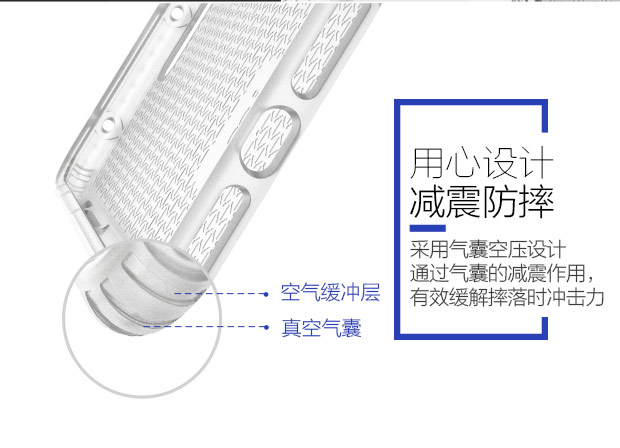 用心设计
减震防摔
采用气囊空压设计
通过气囊的减震作用，
有效缓解摔落时冲击力
空气缓冲层
真空气囊